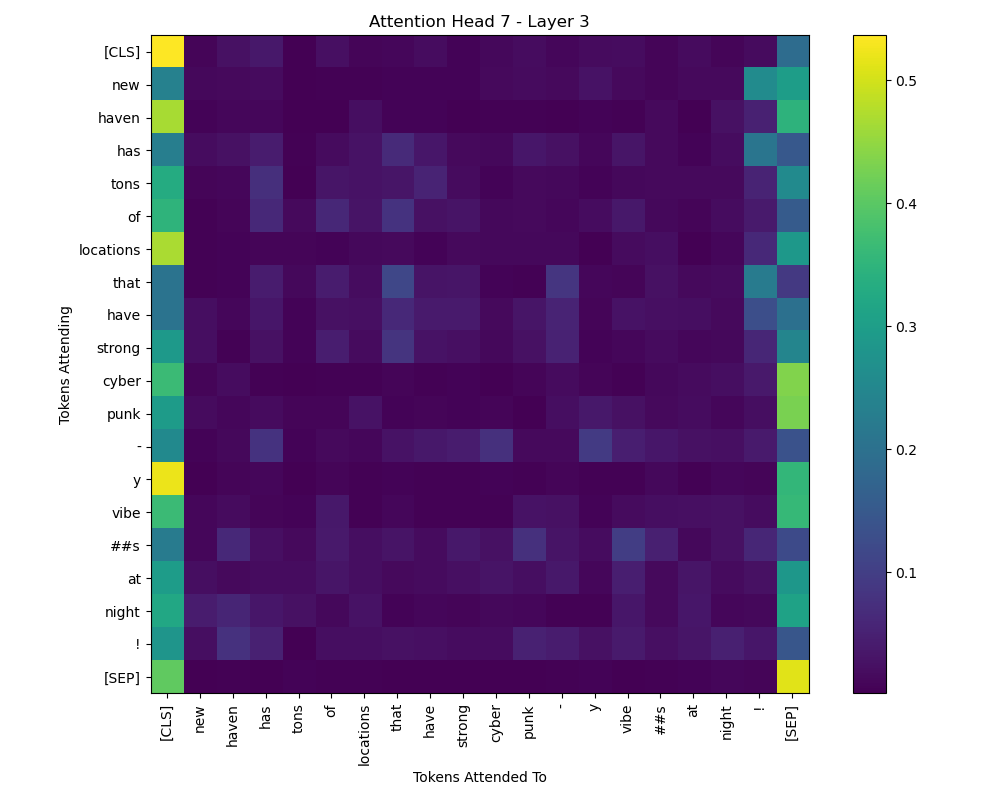 Attention Head 7 - Layer 3
Tokens Attending
[CLS]
new
haven
has
tons
of
locations
that
have
strong
cyber
punk
-
y
vibe
##s
at
night
!
[SEP]
[CLS]
new
haven
has
tons
of
locations
that
have
strong
cyber
punk
-
y
vibe
##s
at
night
!
[SEP]
Tokens Attended To
0.5
0.4
0.3
0.2
0.1